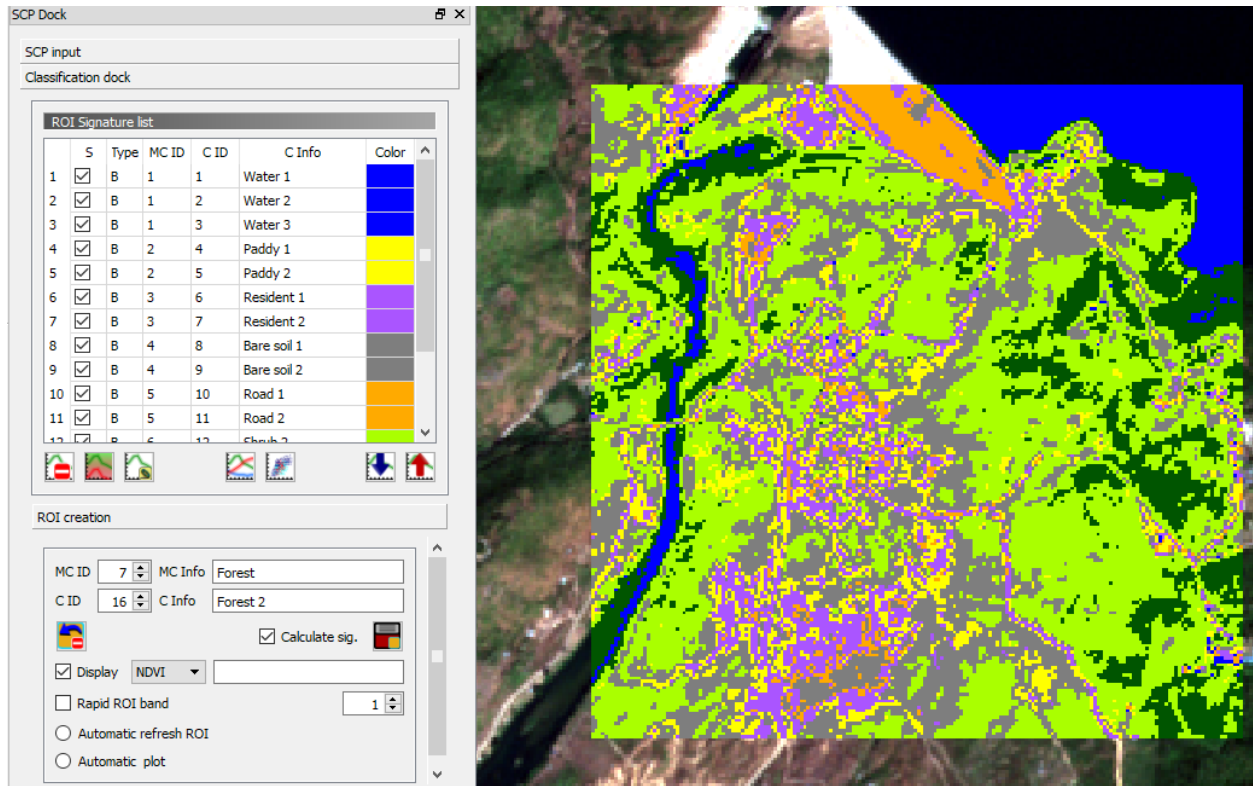 SCP Dock
SCP input
Classification dock
ROI Signature list
S Type MC ID C ID C Info Color
1 B 1 1 Water 1
2 B 1 2 Water 2
3 B 1 3 Water 3
4 B 2 4 Paddy 1
5 B 2 5 Paddy 2
6 B 3 6 Resident 1
7 B 3 7 Resident 2
8 B 4 8 Bare soil 1
9 B 4 9 Bare soil 2
10 B 5 10 Road 1
11 B 5 11 Road 2
12 B 6 12 Shrub 2
ROI creation
MC ID 7 MC Info Forest
C ID 16 C Info Forest 2
Calculate sig.
Display NDVI
Rapid ROI band 1
Automatic refresh ROI
Automatic plot